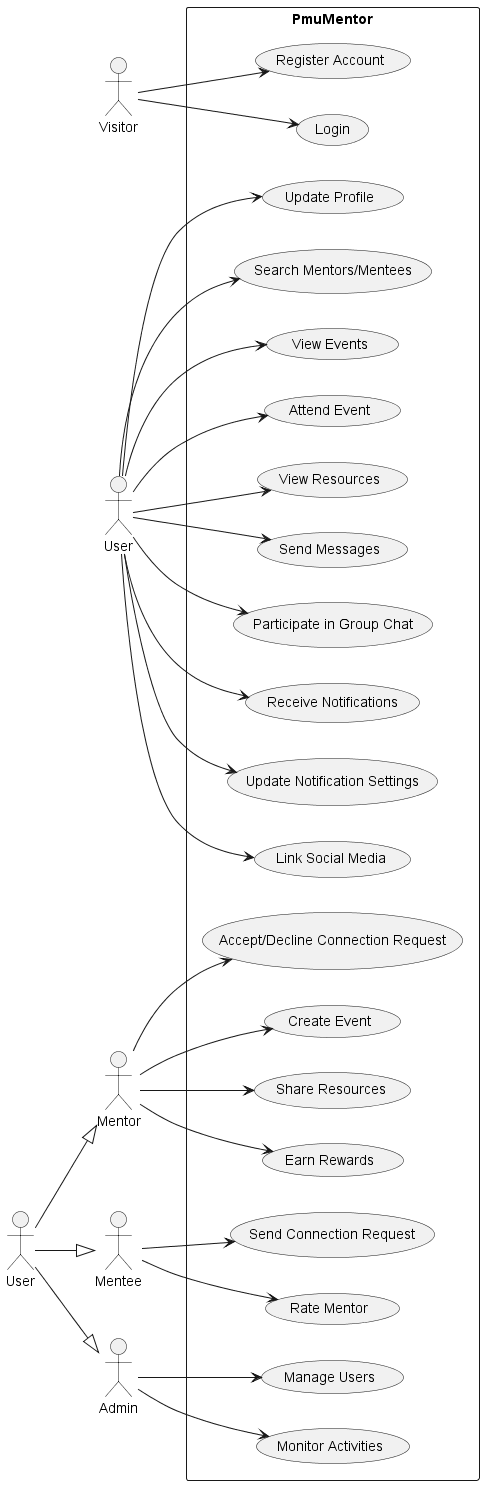 PmuMentor
Register Account
Visitor
Login
Update Profile
Search Mentors/Mentees
View Events
Attend Event
View Resources
User
Send Messages
Participate in Group Chat
Receive Notifications
Update Notification Settings
Link Social Media
Accept/Decline Connection Request
Create Event
Share Resources
Mentor
Earn Rewards
Send Connection Request
User
Mentee
Rate Mentor
Manage Users
Admin
Monitor Activities